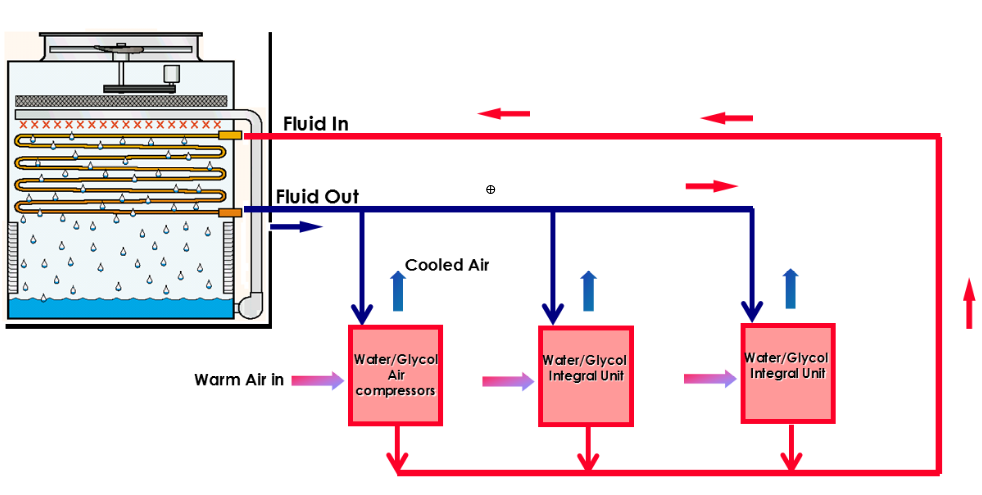 Fluid In
Fluid Out
Cooled Air
Warm Air in
Water/Glycol
Air
compressors
Water/Glycol
Integral Unit
Water/Glycol
Integral Unit